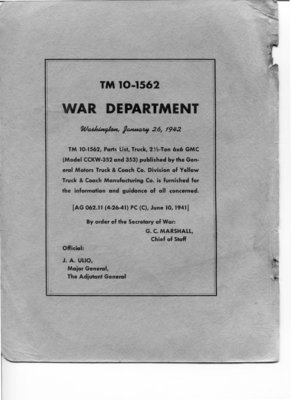 TM 10-1562
WAR DEPARTMENT
Washington, January 26, 1942
TM 10-1562, Parts List, Truck, 2½-Ton 6x6 GMC
(Model CCKW-352 and 353) published by the Gen-
eral Motors Truck & Coach Co. Division of Yellow
Truck & Coach Manufacturing Co. is furnished for
the information and guidance of all concerned.
[AG 062.11 (4-26-41) PC (C), June 10, 1941]
By order of the Secretary of War:
G. C. MARSHALL,
Chief of Staff
Official:
J. A. ULIO,
Major General,
The Adjutant General